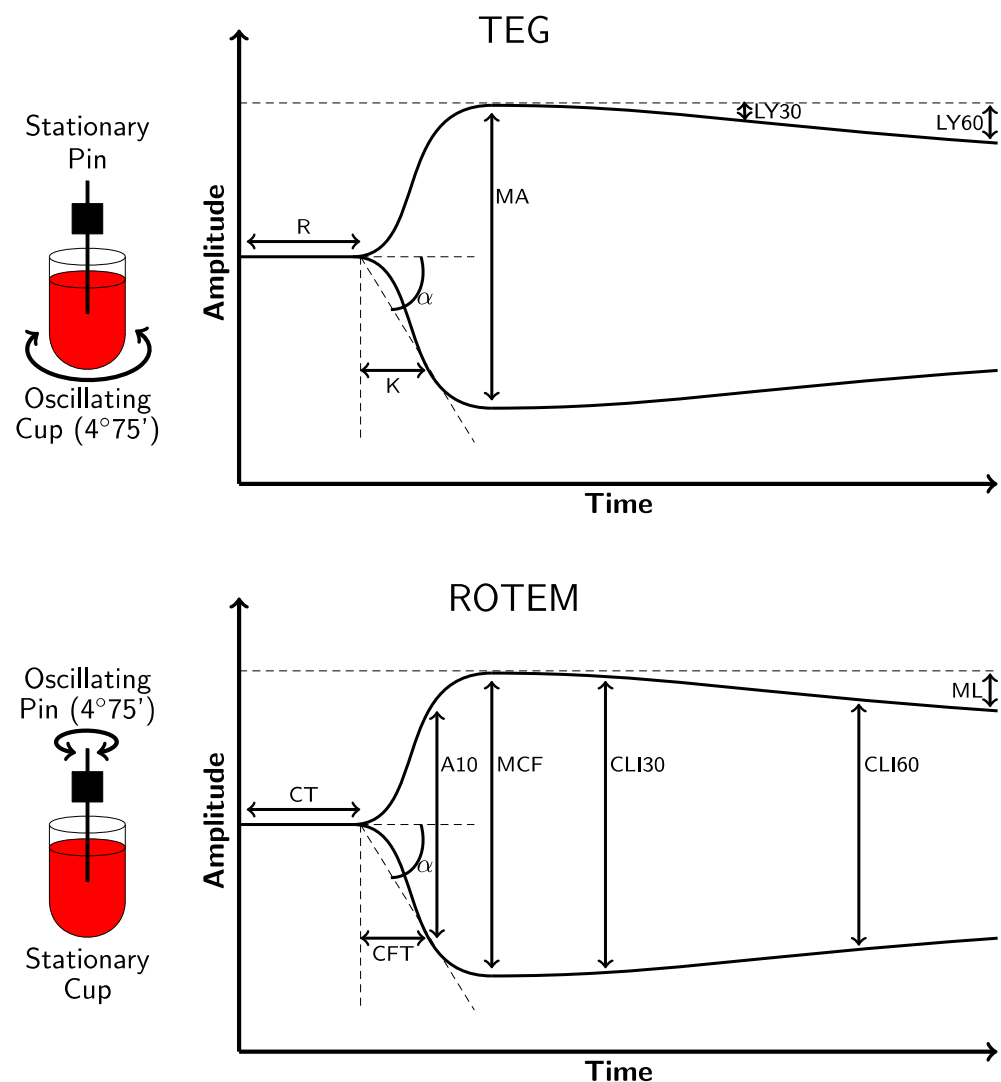 TEG
Stationary
Pin
Oscillating
Cup (4°75')
Amplitude
R
α
K
MA
LY30
LY60
Time
ROTEM
Oscillating
Pin (4°75')
Stationary
Cup
Amplitude
CT
α
CFT
A10
MCF
CLI30
CLI60
ML
Time